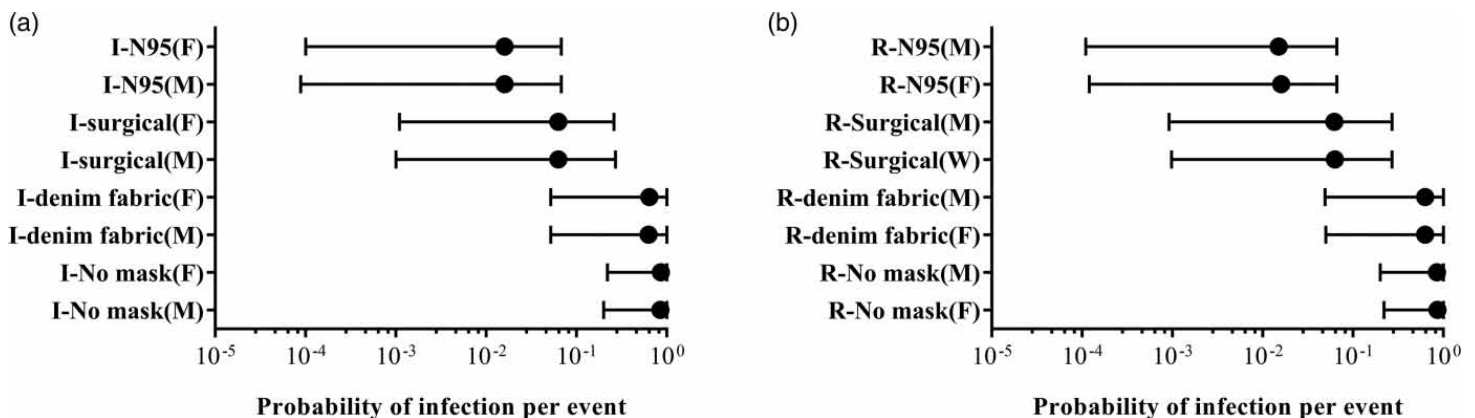 (a)
I-N95(F)
I-N95(M)
I-surgical(F)
I-surgical(M)
I-denim fabric(F)
I-denim fabric(M)
I-No mask(F)
I-No mask(M)
10⁻⁵ 10⁻⁴ 10⁻³ 10⁻² 10⁻¹ 10⁰
Probability of infection per event
(b)
R-N95(M)
R-N95(F)
R-Surgical(M)
R-Surgical(W)
R-denim fabric(M)
R-denim fabric(F)
R-No mask(M)
R-No mask(F)
10⁻⁵ 10⁻⁴ 10⁻³ 10⁻² 10⁻¹ 10⁰
Probability of infection per event